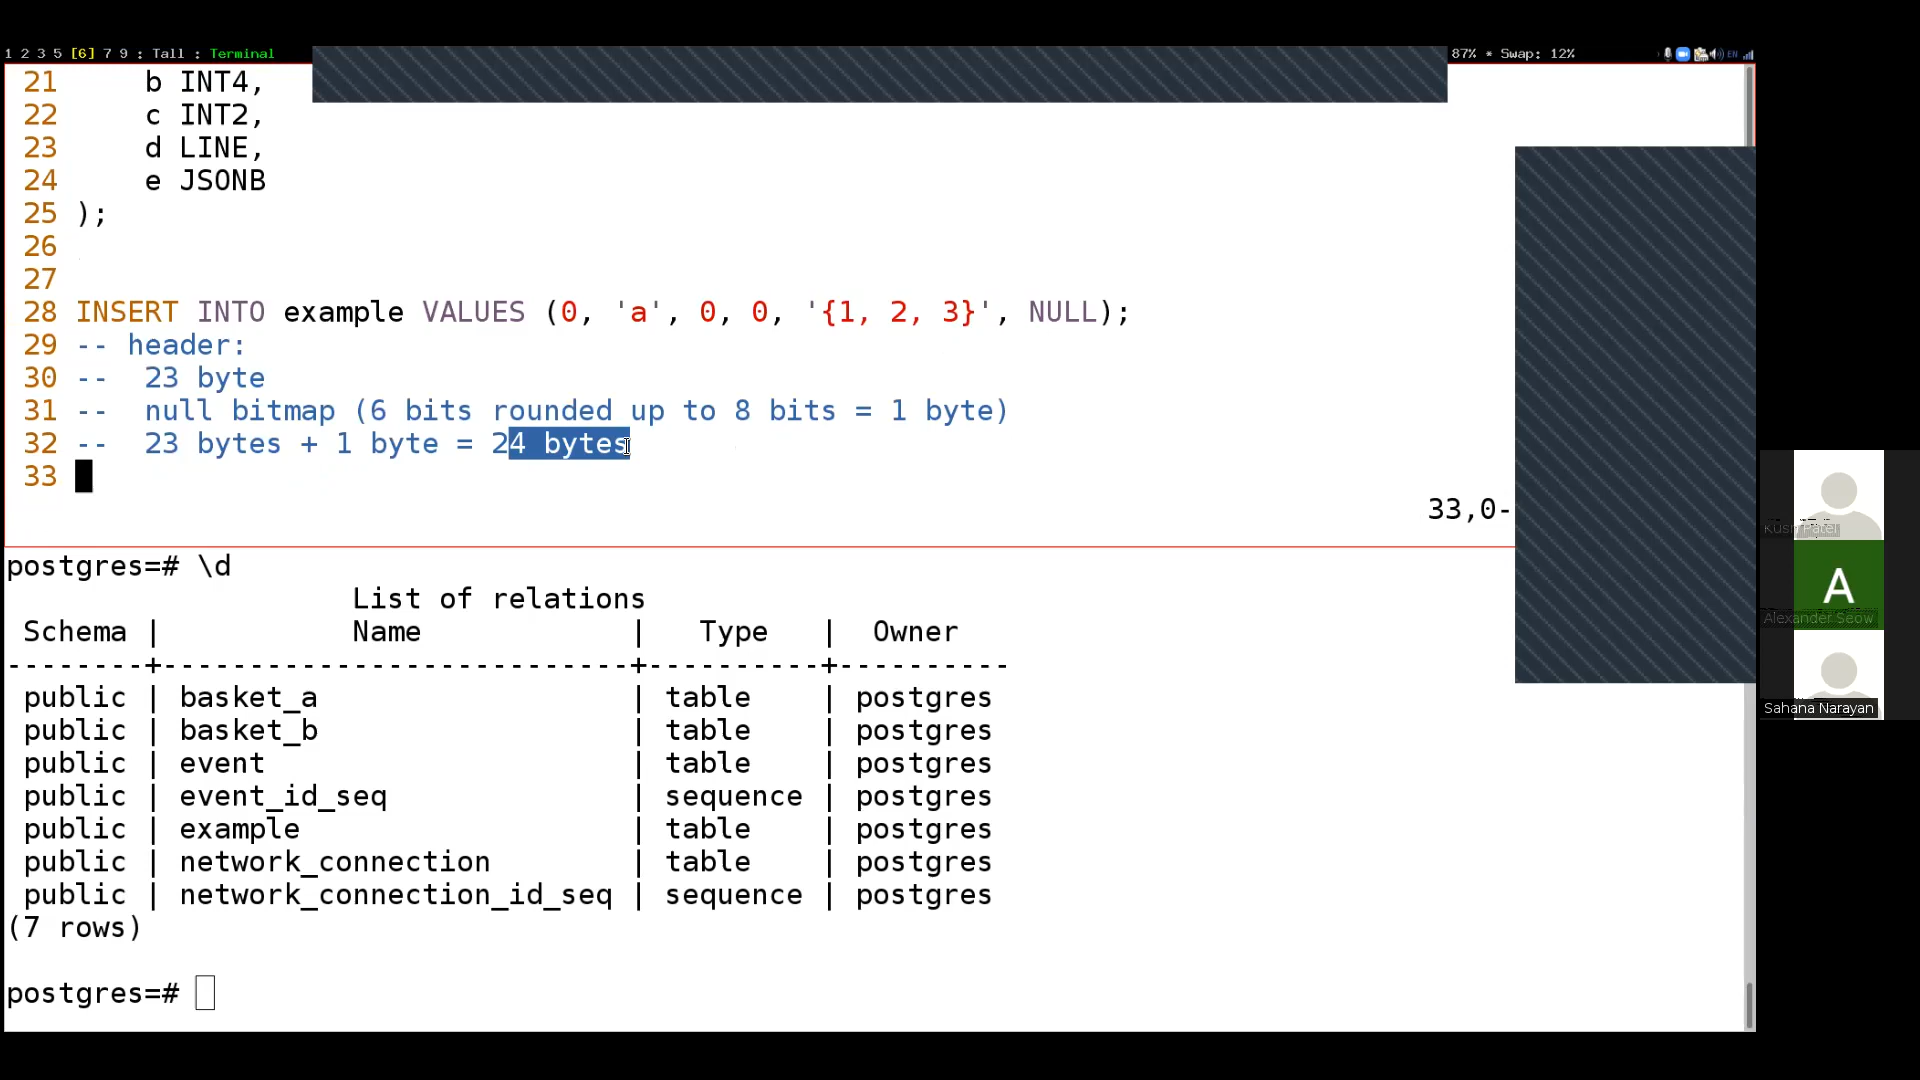 1 2 3 5 [6] 7 9 : Tall : Terminal
87% * Swap: 12%
EN
21 b INT4,
22 c INT2,
23 d LINE,
24 e JSONB
25 );
26
27
28 INSERT INTO example VALUES (0, 'a', 0, 0, '{1, 2, 3}', NULL);
29 -- header:
30 -- 23 byte
31 -- null bitmap (6 bits rounded up to 8 bits = 1 byte)
32 -- 23 bytes + 1 byte = 24 bytes
33
33,0-
postgres=# \d
List of relations
Schema | Name | Type | Owner
--------+---------------------------+----------+----------
public | basket_a | table | postgres
public | basket_b | table | postgres
public | event | table | postgres
public | event_id_seq | sequence | postgres
public | example | table | postgres
public | network_connection | table | postgres
public | network_connection_id_seq | sequence | postgres
(7 rows)
postgres=#
Patel
A
Alexander Seow
Sahana Narayan